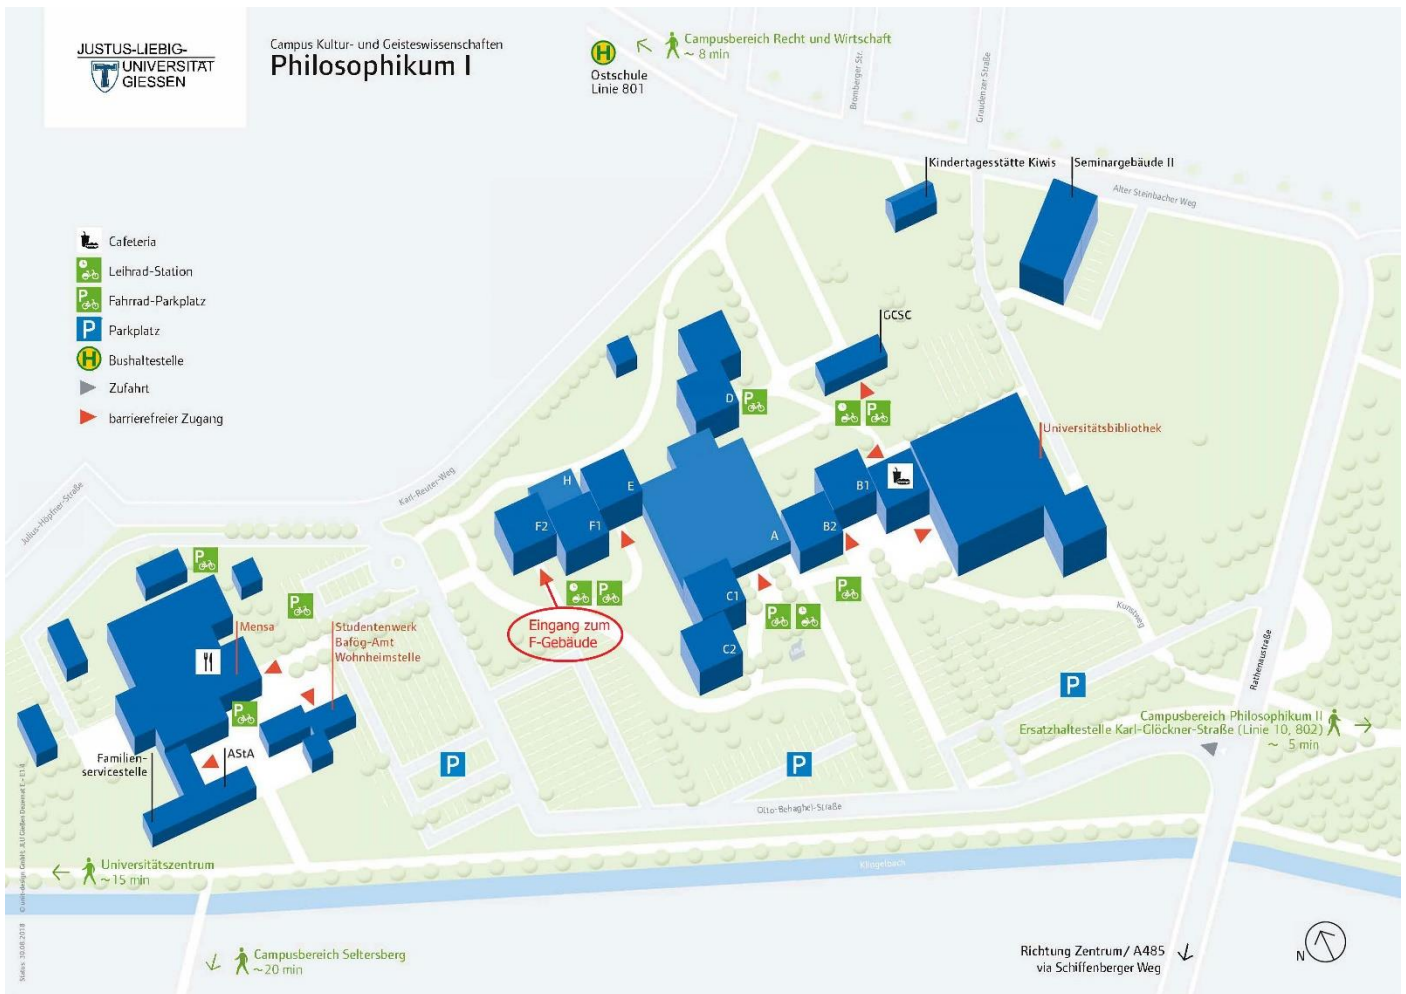 JUSTUS-LIEBIG-
UNIVERSITÄT
GIESSEN
Campus Kultur- und Geisteswissenschaften
Philosophikum I
H
Ostschule
Linie 801
Campusbereich Recht und Wirtschaft
~ 8 min
Bromberger Str.
Graudenzer Straße
Kindertagesstätte Kiwis
Seminargebäude II
Alter Steinbacher Weg
Cafeteria
Leihrad-Station
P
Fahrrad-Parkplatz
P
Parkplatz
H
Bushaltestelle
Zufahrt
barrierefreier Zugang
GCSC
D
P
P
Universitätsbibliothek
Karl-Reuter-Weg
Julius-Höpfner-Straße
H
E
F2
F1
A
B1
B2
C1
C2
P
P
P
P
P
Eingang zum
F-Gebäude
Mensa
Studentenwerk
Bafög-Amt
Wohnheimstelle
P
Kunstweg
Rathenaustraße
P
Campusbereich Philosophikum II
Ersatzhaltestelle Karl-Glöckner-Straße (Linie 10, 802)
~ 5 min
Familien-
servicestelle
AStA
P
P
P
Otto-Behaghel-Straße
Klingelbach
Universitätszentrum
~15 min
Campusbereich Seltersberg
~20 min
Richtung Zentrum/ A485
via Schiffenberger Weg
N
Status: 30.08.2018